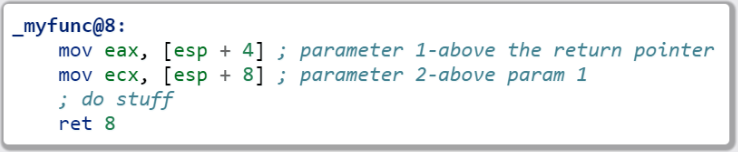 _myfunc@8:
mov eax, [esp + 4] ; parameter 1-above the return pointer
mov ecx, [esp + 8] ; parameter 2-above param 1
; do stuff
ret 8